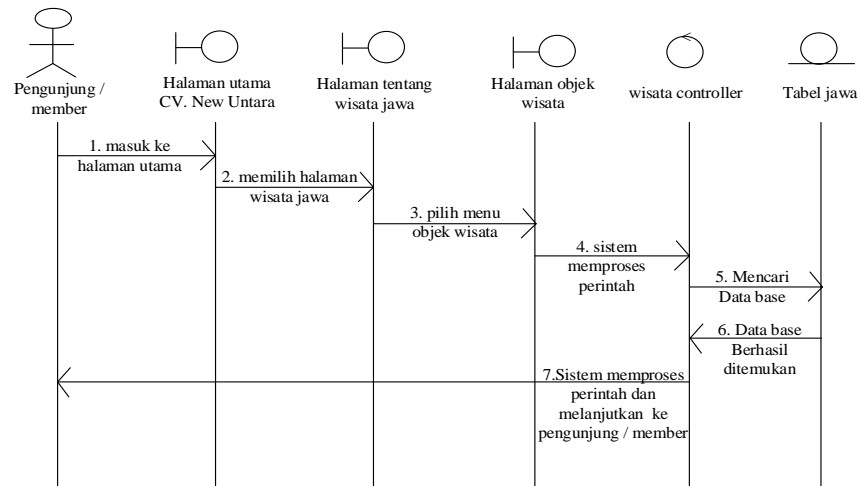 Pengunjung /
member
Halaman utama
CV. New Untara
Halaman tentang
wisata jawa
Halaman objek
wisata
wisata controller
Tabel jawa
1. masuk ke
halaman utama
2. memilih halaman
wisata jawa
3. pilih menu
objek wisata
4. sistem
memproses
perintah
5. Mencari
Data base
6. Data base
Berhasil
ditemukan
7.Sistem memproses
perintah dan
melanjutkan ke
pengunjung / member